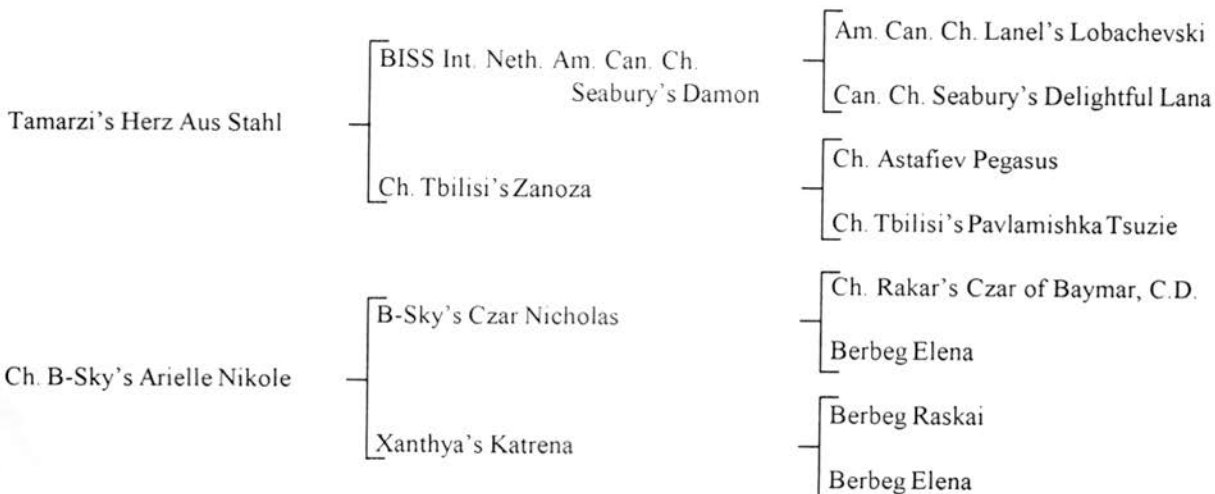 Tamarzi's Herz Aus Stahl
BISS Int. Neth. Am. Can. Ch.
Seabury's Damon
Am. Can. Ch. Lanel's Lobachevski
Can. Ch. Seabury's Delightful Lana
Ch. Tbilisi's Zanoza
Ch. Astafiev Pegasus
Ch. Tbilisi's Pavlamishka Tsuzie
Ch. B-Sky's Arielle Nikole
B-Sky's Czar Nicholas
Ch. Rakar's Czar of Baymar, C.D.
Berbeg Elena
Xanthya's Katrena
Berbeg Raskai
Berbeg Elena